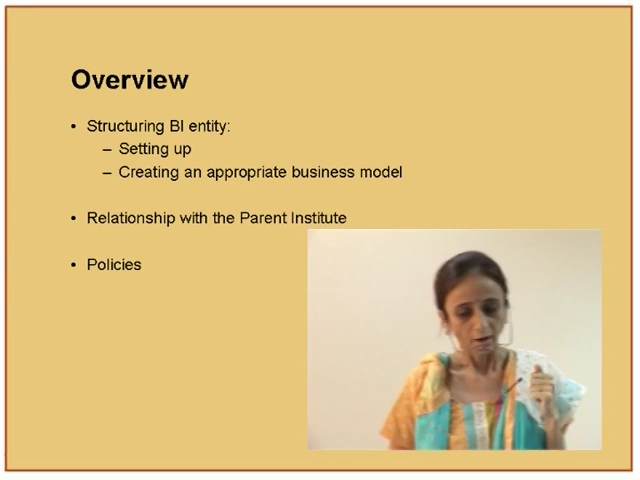 Overview
• Structuring BI entity:
– Setting up
– Creating an appropriate business model
• Relationship with the Parent Institute
• Policies